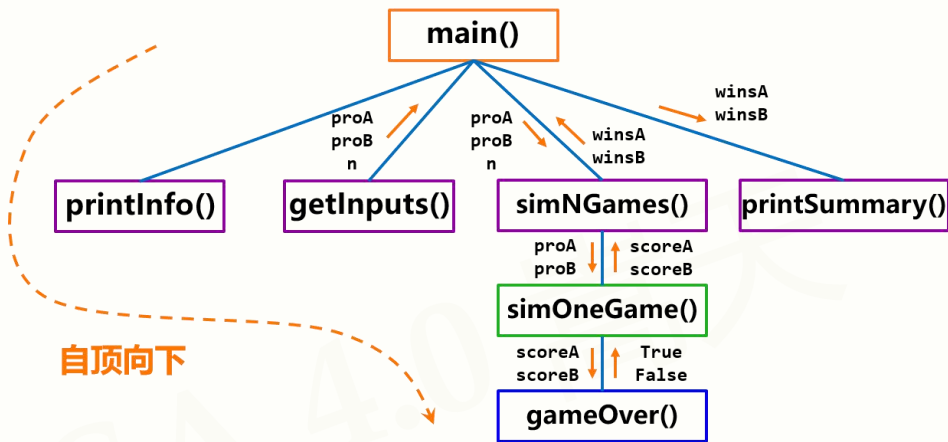 main()
proA
proB
n
proA
proB
n
winsA
winsB
winsA
winsB
printInfo()
getInputs()
simNGames()
printSummary()
proA
proB
scoreA
scoreB
simOneGame()
自顶向下
scoreA
scoreB
True
False
gameOver()